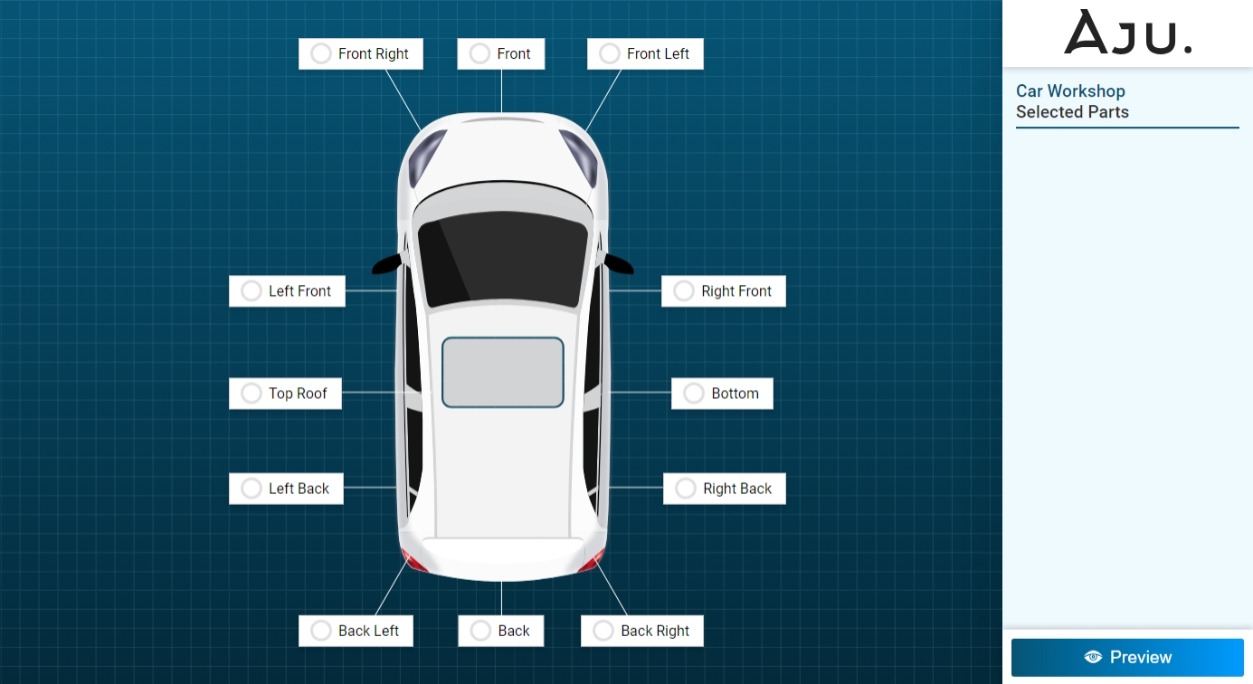 Front Right
Front
Front Left
AJU.
Car Workshop
Selected Parts
Left Front
Right Front
Top Roof
Bottom
Left Back
Right Back
Back Left
Back
Back Right
Preview